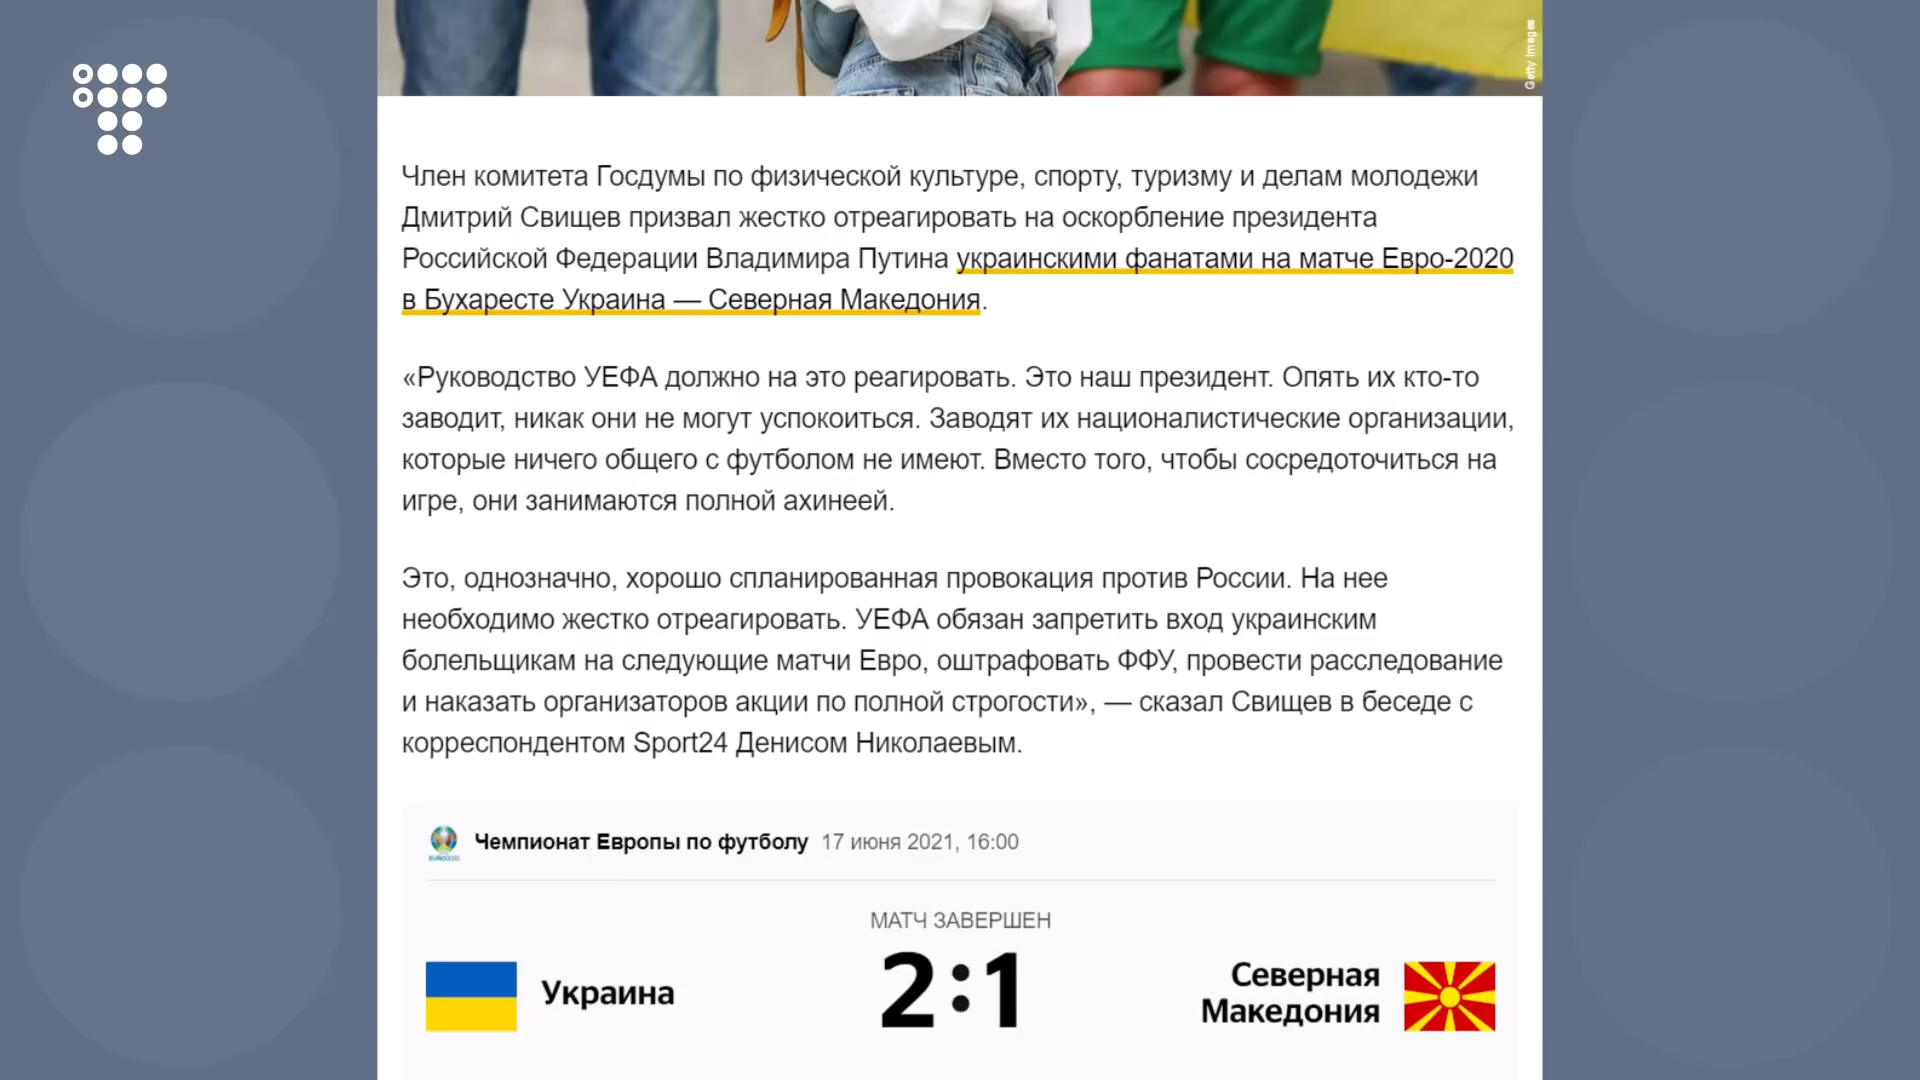 Getty Images
Член комитета Госдумы по физической культуре, спорту, туризму и делам молодежи
Дмитрий Свищев призвал жестко отреагировать на оскорбление президента
Российской Федерации Владимира Путина украинскими фанатами на матче Евро-2020
в Бухаресте Украина — Северная Македония.
«Руководство УЕФА должно на это реагировать. Это наш президент. Опять их кто-то
заводит, никак они не могут успокоиться. Заводят их националистические организации,
которые ничего общего с футболом не имеют. Вместо того, чтобы сосредоточиться на
игре, они занимаются полной ахинеей.
Это, однозначно, хорошо спланированная провокация против России. На нее
необходимо жестко отреагировать. УЕФА обязан запретить вход украинским
болельщикам на следующие матчи Евро, оштрафовать ФФУ, провести расследование
и наказать организаторов акции по полной строгости», — сказал Свищев в беседе с
корреспондентом Sport24 Денисом Николаевым.
Чемпионат Европы по футболу 17 июня 2021, 16:00
МАТЧ ЗАВЕРШЕН
Украина
2:1
Северная
Македония